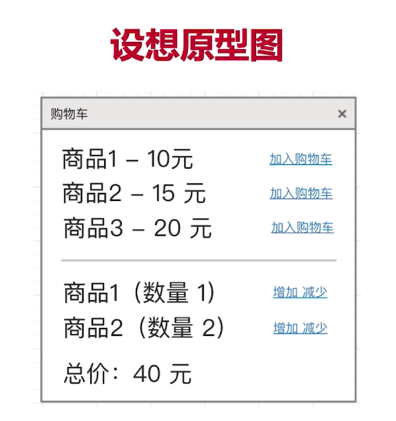 设想原型图
购物车 ×
商品1 – 10元 加入购物车
商品2 – 15 元 加入购物车
商品3 – 20 元 加入购物车
商品1（数量 1） 增加 减少
商品2（数量 2） 增加 减少
总价：40 元